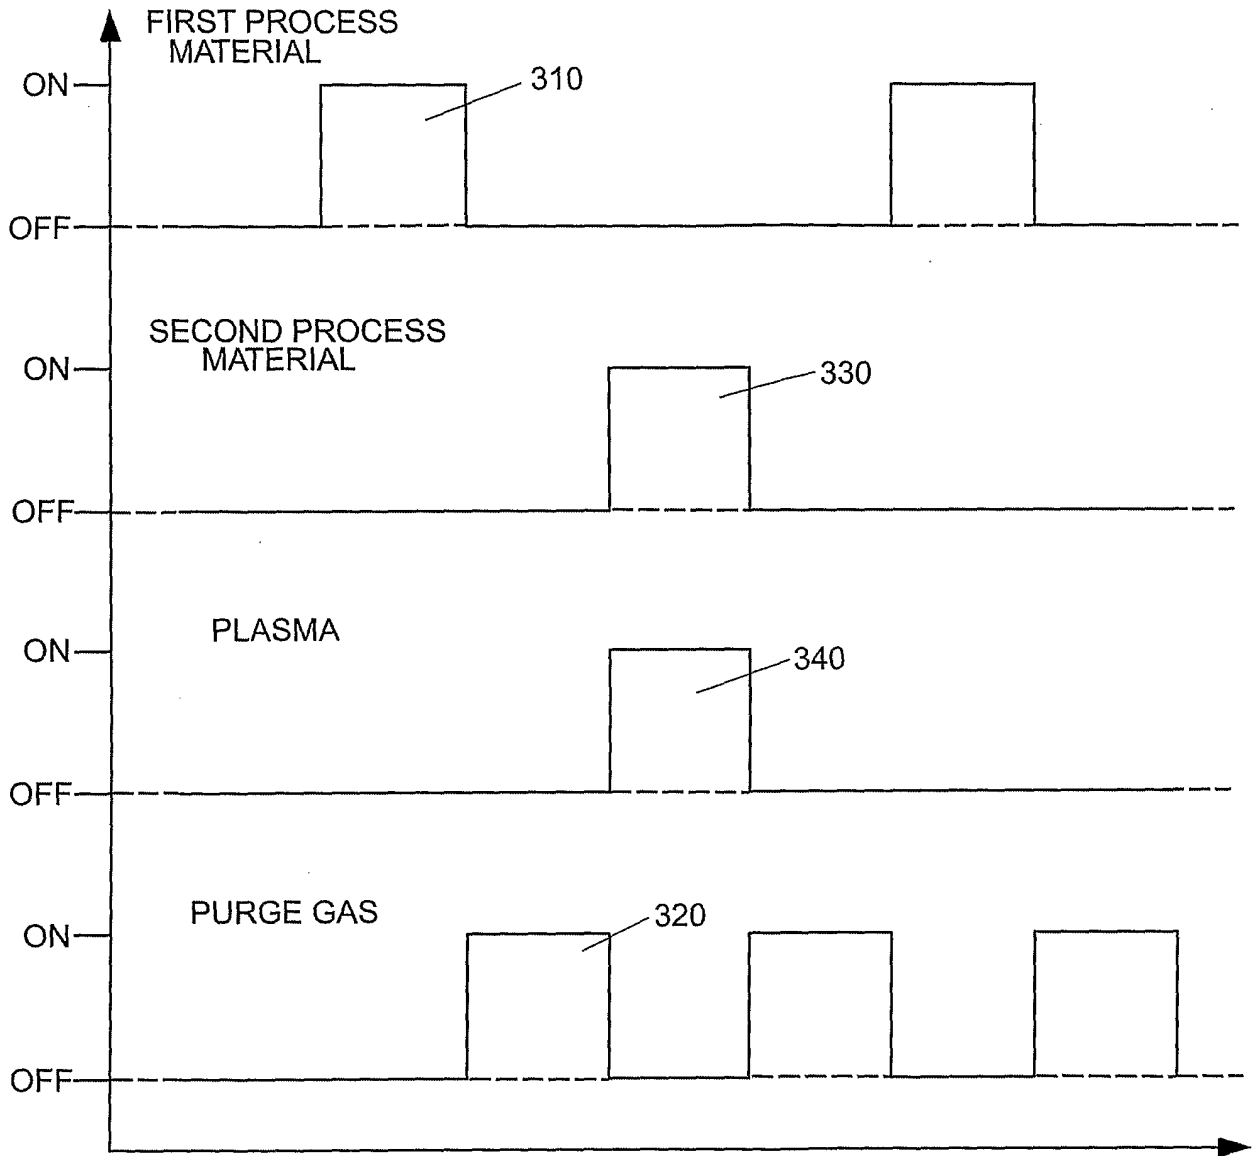 FIRST PROCESS
MATERIAL
ON
310
OFF
SECOND PROCESS
MATERIAL
ON
330
OFF
PLASMA
ON
340
OFF
PURGE GAS
320
ON
OFF